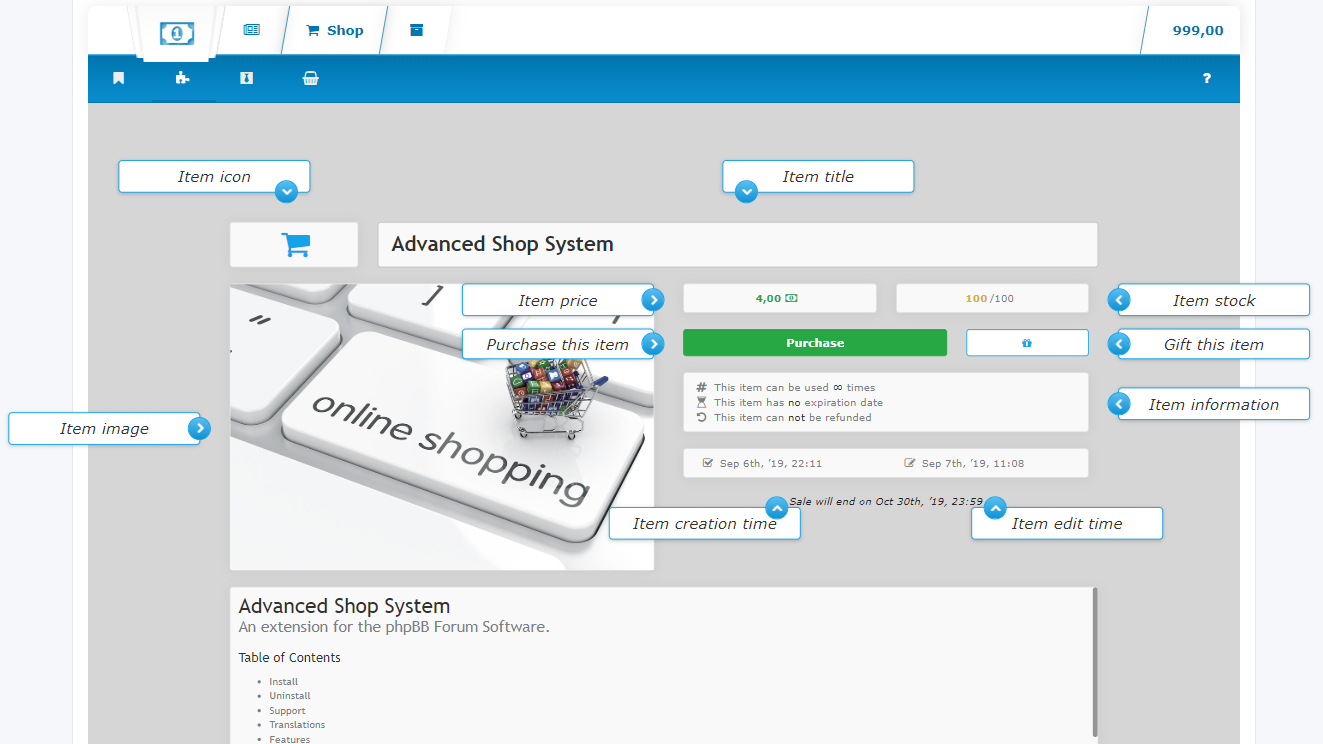 Shop
999,00
?
Item icon
Item title
Advanced Shop System
Item price
4,00
100 /100
Item stock
Purchase this item
Purchase
Gift this item
# This item can be used ∞ times
This item has no expiration date
This item can not be refunded
Item information
Item image
online shopping
Sep 6th, '19, 22:11
Sep 7th, '19, 11:08
Sale will end on Oct 30th, '19, 23:59
Item creation time
Item edit time
Advanced Shop System
An extension for the phpBB Forum Software.
Table of Contents
• Install
• Uninstall
• Support
• Translations
• Features